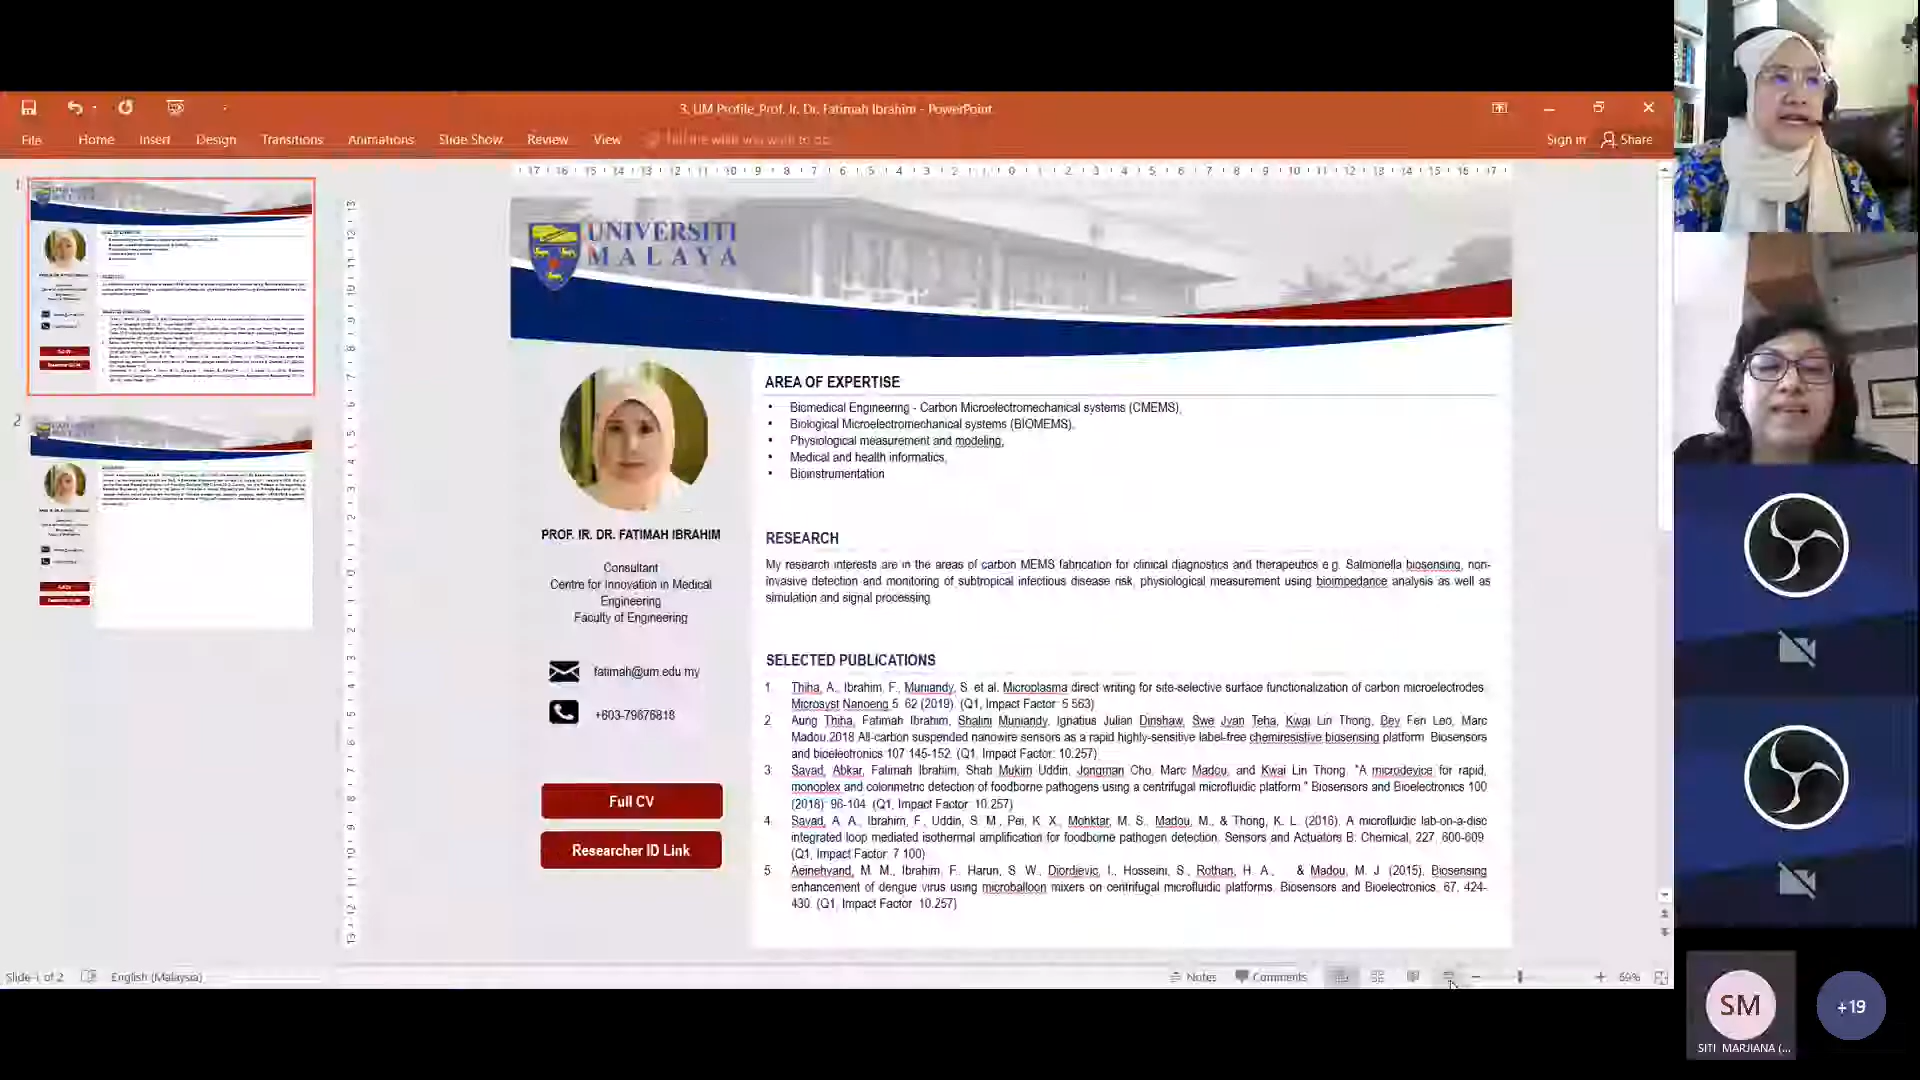 3. UM Profile_Prof. Ir. Dr. Fatimah Ibrahim - PowerPoint
File Home Insert Design Transitions Animations Slide Show Review View Tell me what you want to do
Sign in Share
UNIVERSITI
MALAYA
PROF. IR. DR. FATIMAH IBRAHIM
Consultant
Centre for Innovation in Medical
Engineering
Faculty of Engineering
fatimah@um.edu.my
+603-79676818
Full CV
Researcher ID Link
AREA OF EXPERTISE
• Biomedical Engineering - Carbon Microelectromechanical systems (CMEMS),
• Biological Microelectromechanical systems (BIOMEMS),
• Physiological measurement and modeling,
• Medical and health informatics,
• Bioinstrumentation
RESEARCH
My research interests are in the areas of carbon MEMS fabrication for clinical diagnostics and therapeutics e.g. Salmonella biosensing, non-
invasive detection and monitoring of subtropical infectious disease risk, physiological measurement using bioimpedance analysis as well as
simulation and signal processing
SELECTED PUBLICATIONS
1. Thiha, A., Ibrahim, F., Muniandy, S. et al. Microplasma direct writing for site-selective surface functionalization of carbon microelectrodes.
Microsyst Nanoeng 5, 62 (2019). (Q1, Impact Factor: 5.563)
2. Aung Thiha, Fatimah Ibrahim, Shalini Muniandy, Ignatius Julian Dinshaw, Swe Jyan Teha, Kwai Lin Thong, Bey Fen Leo, Marc
Madou.2018 All-carbon suspended nanowire sensors as a rapid highly-sensitive label-free chemiresistive biosensing platform. Biosensors
and bioelectronics 107 145-152. (Q1, Impact Factor: 10.257)
3. Sayad, Abkar, Fatimah Ibrahim, Shah Mukim Uddin, Jongman Cho, Marc Madou, and Kwai Lin Thong. "A microdevice for rapid,
monoplex and colorimetric detection of foodborne pathogens using a centrifugal microfluidic platform." Biosensors and Bioelectronics 100
(2018): 96-104. (Q1, Impact Factor: 10.257)
4. Sayad, A. A., Ibrahim, F., Uddin, S. M., Pei, K. X., Mohktar, M. S., Madou, M., & Thong, K. L. (2016). A microfluidic lab-on-a-disc
integrated loop mediated isothermal amplification for foodborne pathogen detection. Sensors and Actuators B: Chemical, 227, 600-609.
(Q1, Impact Factor: 7.100)
5. Aeinehvand, M. M., Ibrahim, F., Harun, S. W., Djordjevic, I., Hosseini, S., Rothan, H. A., & Madou, M. J. (2015). Biosensing
enhancement of dengue virus using microballoon mixers on centrifugal microfluidic platforms. Biosensors and Bioelectronics, 67, 424-
430. (Q1, Impact Factor: 10.257)
Slide 1 of 2 English (Malaysia) Notes Comments 69%
SM
SITI MARJIANA (...
+19